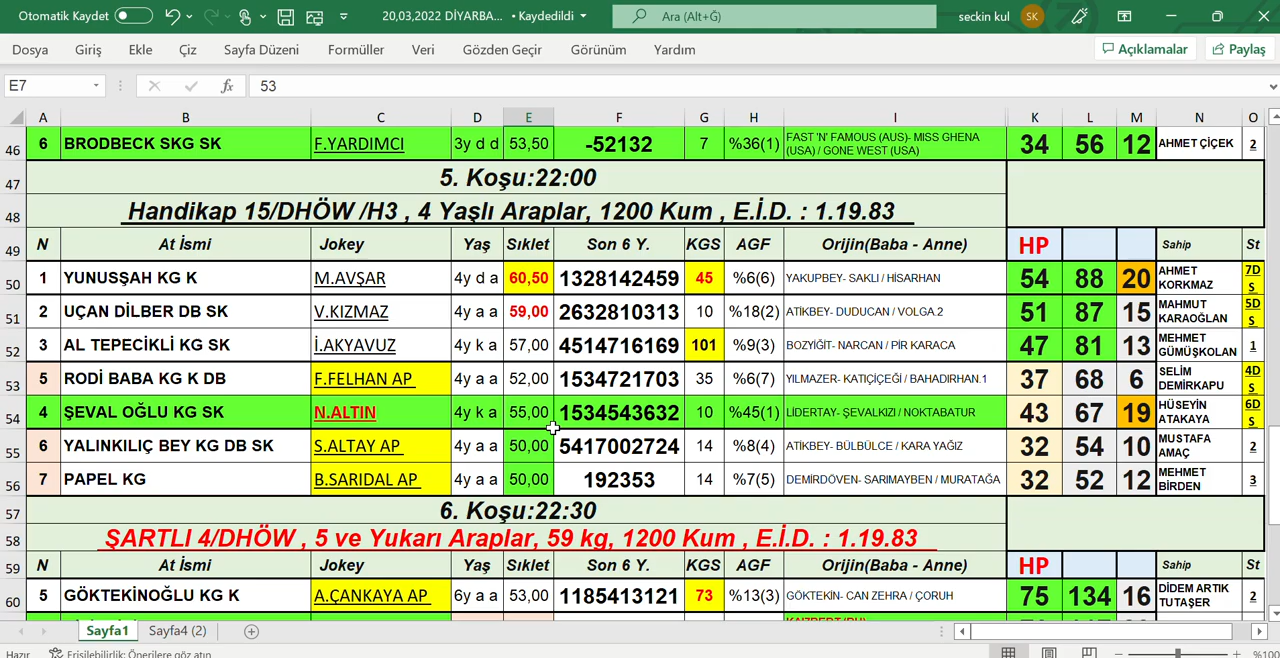 Otomatik Kaydet 20,03,2022 DİYARBA... • Kaydedildi Ara (Alt+Ğ) seckin kul SK
Dosya Giriş Ekle Çiz Sayfa Düzeni Formüller Veri Gözden Geçir Görünüm Yardım Açıklamalar Paylaş
E7 fx 53
A B C D E F G H I K L M N O
46 6 BRODBECK SKG SK F.YARDIMCI 3y d d 53,50 -52132 7 %36(1) FAST 'N' FAMOUS (AUS)- MISS GHENA (USA) / GONE WEST (USA) 34 56 12 AHMET ÇİÇEK 2
47 5. Koşu:22:00
48 Handikap 15/DHÖW /H3 , 4 Yaşlı Araplar, 1200 Kum , E.İ.D. : 1.19.83
49 N At İsmi Jokey Yaş Sıklet Son 6 Y. KGS AGF Orijin(Baba - Anne) HP Sahip St
50 1 YUNUSŞAH KG K M.AVŞAR 4y d a 60,50 1328142459 45 %6(6) YAKUPBEY- SAKLI / HİSARHAN 54 88 20 AHMET KORKMAZ 7D S
51 2 UÇAN DİLBER DB SK V.KIZMAZ 4y a a 59,00 2632810313 10 %18(2) ATİKBEY- DUDUCAN / VOLGA.2 51 87 15 MAHMUT KARAOĞLAN 5D S
52 3 AL TEPECİKLİ KG SK İ.AKYAVUZ 4y k a 57,00 4514716169 101 %9(3) BOZYİĞİT- NARCAN / PİR KARACA 47 81 13 MEHMET GÜMÜŞKOLAN 1
53 5 RODİ BABA KG K DB F.FELHAN AP 4y a a 52,00 1534721703 35 %6(7) YILMAZER- KATIÇİÇEĞİ / BAHADIRHAN.1 37 68 6 SELİM DEMİRKAPU 4D S
54 4 ŞEVAL OĞLU KG SK N.ALTIN 4y k a 55,00 1534543632 10 %45(1) LİDERTAY- ŞEVALKIZI / NOKTABATUR 43 67 19 HÜSEYİN ATAKAYA 6D S
55 6 YALINKILIÇ BEY KG DB SK S.ALTAY AP 4y a a 50,00 5417002724 14 %8(4) ATİKBEY- BÜLBÜLCE / KARA YAĞIZ 32 54 10 MUSTAFA AMAÇ 2
56 7 PAPEL KG B.SARIDAL AP 4y a a 50,00 192353 14 %7(5) DEMİRDÖVEN- SARIMAYBEN / MURATAĞA 32 52 12 MEHMET BİRDEN 3
57 6. Koşu:22:30
58 ŞARTLI 4/DHÖW , 5 ve Yukarı Araplar, 59 kg, 1200 Kum , E.İ.D. : 1.19.83
59 N At İsmi Jokey Yaş Sıklet Son 6 Y. KGS AGF Orijin(Baba - Anne) HP Sahip St
60 5 GÖKTEKİNOĞLU KG K A.ÇANKAYA AP 6y a a 53,00 1185413121 73 %13(3) GÖKTEKİN- CAN ZEHRA / ÇORUH 75 134 16 DİDEM ARTIK TUTAŞER 2
Sayfa1 Sayfa4 (2)
Hazır Erişilebilirlik: Önerilere göz atın %100